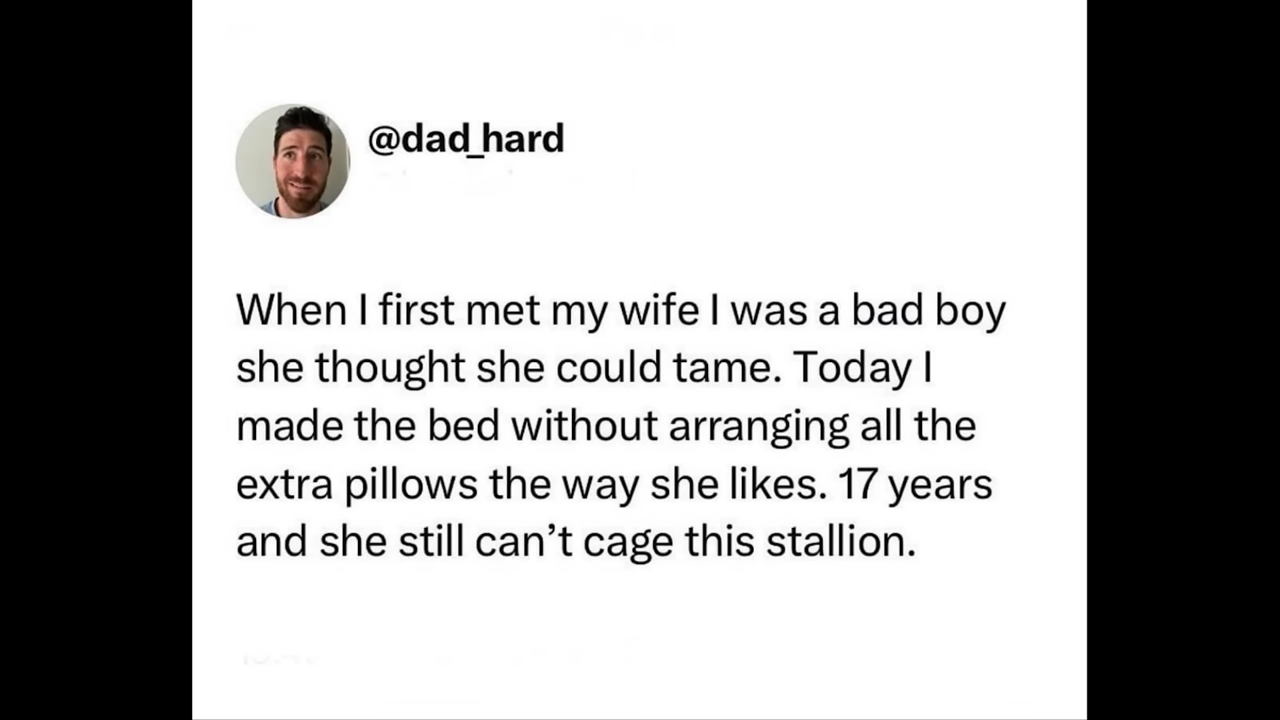 @dad_hard
When I first met my wife I was a bad boy
she thought she could tame. Today I
made the bed without arranging all the
extra pillows the way she likes. 17 years
and she still can’t cage this stallion.